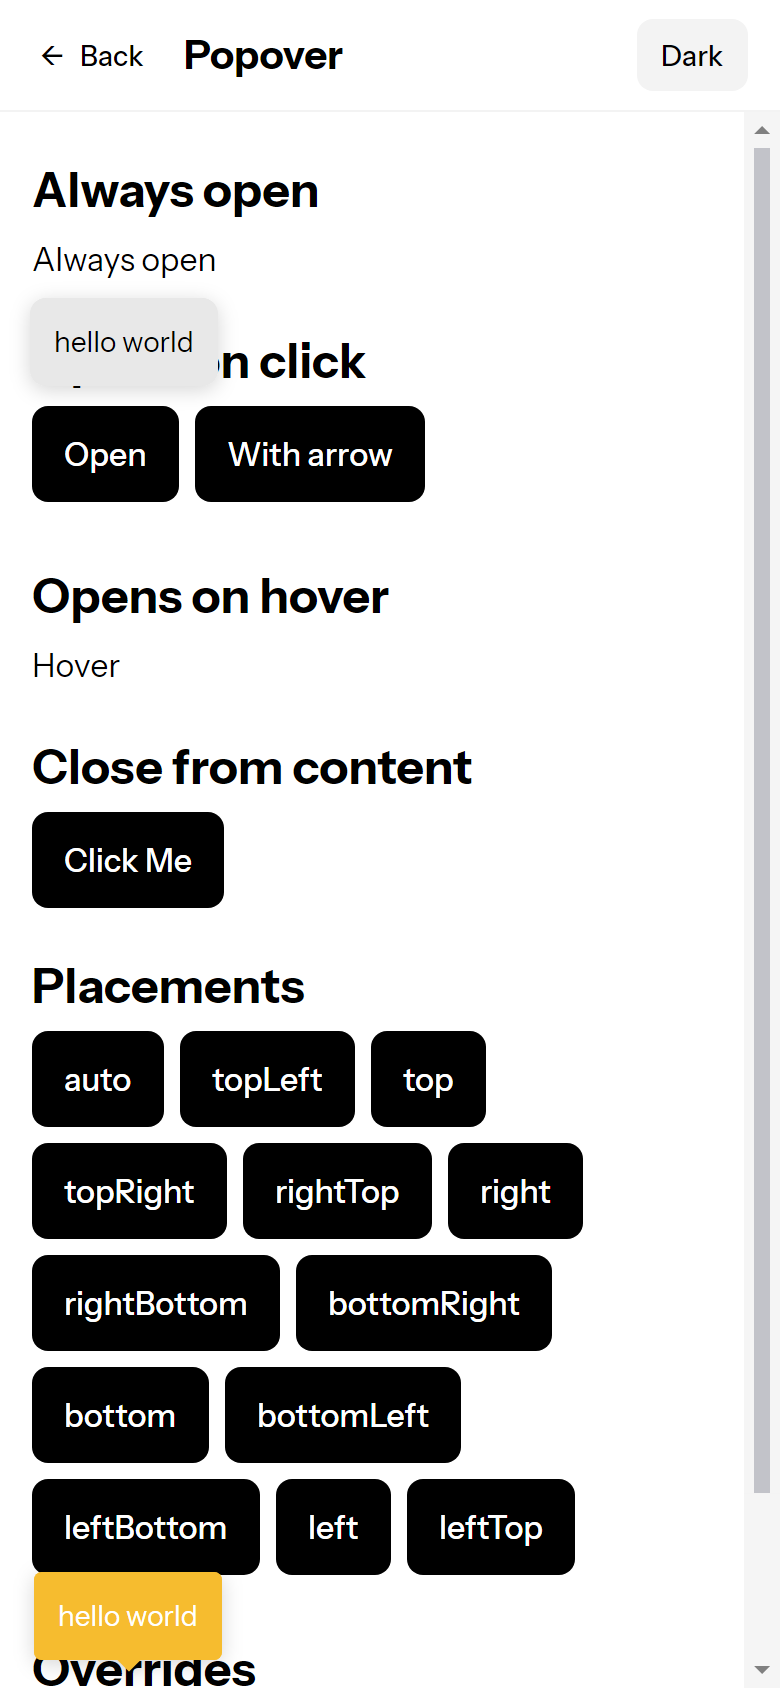 ← Back Popover Dark
Always open
Always open
hello world
on click
Open With arrow
Opens on hover
Hover
Close from content
Click Me
Placements
auto topLeft top
topRight rightTop right
rightBottom bottomRight
bottom bottomLeft
leftBottom left leftTop
hello world
Overrides